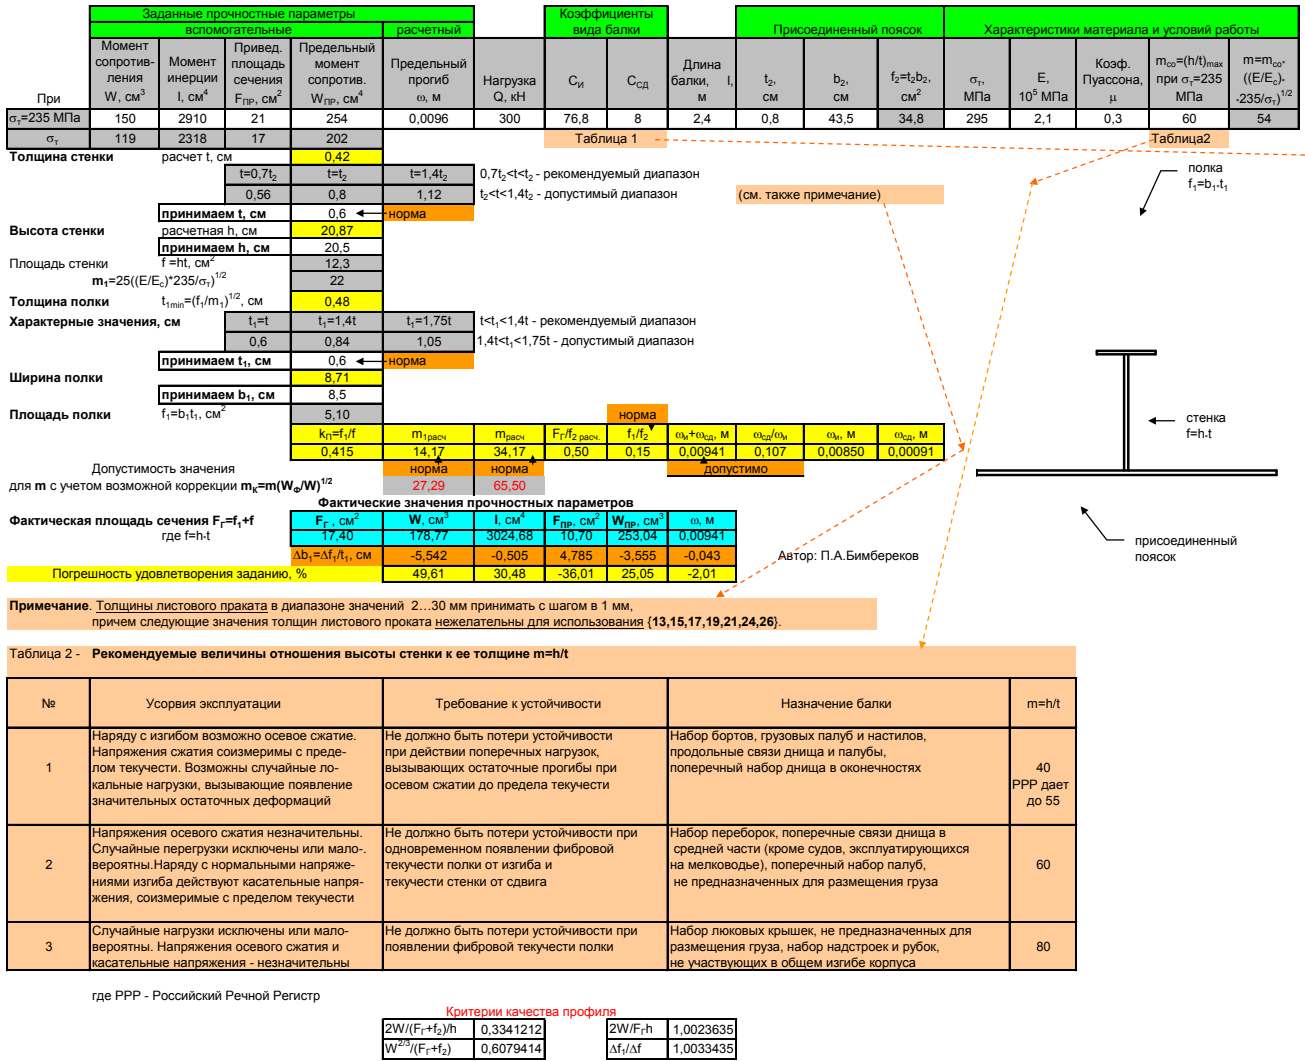 Заданные прочностные параметры
Коэффициенты вида балки
Присоединенный поясок
Характеристики материала и условий работы
вспомогательные
расчетный
При
Момент сопротив- ления W, см³
Момент инерции I, см⁴
Привед. площадь сечения Fпр, см²
Предельный момент сопротив. Wпр, см⁴
Предельный прогиб ω, м
Нагрузка Q, кН
Cи
Cсд
Длина балки, l, м
t₂, см
b₂, см
f₂=t₂b₂, см²
σт, МПа
E, 10⁵ МПа
Коэф. Пуассона, μ
mсо=(h/t)max при σт=235 МПа
m=mсо· ((E/Eс)· ·235/σт)^1/2
σт=235 МПа 150 2910 21 254 0,0096 300 76,8 8 2,4 0,8 43,5 34,8 295 2,1 0,3 60 54
σт 119 2318 17 202 Таблица 1 Таблица2
Толщина стенки расчет t, см 0,42
t=0,7t₂ t=t₂ t=1,4t₂ 0,7t₂<t<t₂ - рекомендуемый диапазон
0,56 0,8 1,12 t₂<t<1,4t₂ - допустимый диапазон (см. также примечание)
принимаем t, см 0,6 норма
Высота стенки расчетная h, см 20,87
принимаем h, см 20,5
Площадь стенки f =ht, см² 12,3
m₁=25((E/Eс)*235/σт)^1/2 22
Толщина полки t1min=(f₁/m₁)^1/2, см 0,48
Характерные значения, см t₁=t t₁=1,4t t₁=1,75t t<t₁<1,4t - рекомендуемый диапазон
0,6 0,84 1,05 1,4t<t₁<1,75t - допустимый диапазон
принимаем t₁, см 0,6 норма
Ширина полки 8,71
принимаем b₁, см 8,5
Площадь полки f₁=b₁t₁, см² 5,10 норма
kп=f₁/f m1расч mрасч Fг/f₂ расч. f₁/f₂ ωи+ωсд, м ωсд/ωи ωи, м ωсд, м
0,415 14,17 34,17 0,50 0,15 0,00941 0,107 0,00850 0,00091
Допустимость значения норма норма допустимо
для m с учетом возможной коррекции mк=m(Wф/W)^1/2 27,29 65,50
полка
f₁=b₁·t₁
стенка
f=h·t
присоединенный
поясок
Фактические значения прочностных параметров
Фактическая площадь сечения Fг=f₁+f Fг , см² W, см³ I, см⁴ Fпр, см² Wпр, см³ ω, м
где f=h·t 17,40 178,77 3024,68 10,70 253,04 0,00941
Δb₁=Δf₁/t₁, см -5,542 -0,505 4,785 -3,555 -0,043 Автор: П.А.Бимбереков
Погрешность удовлетворения заданию, % 49,61 30,48 -36,01 25,05 -2,01
Примечание. Толщины листового праката в диапазоне значений 2…30 мм принимать с шагом в 1 мм,
причем следующие значения толщин листового проката нежелательны для использования {13,15,17,19,21,24,26}.
Таблица 2 - Рекомендуемые величины отношения высоты стенки к ее толщине m=h/t
№ Усорвия эксплуатации Требование к устойчивости Назначение балки m=h/t
1
Наряду с изгибом возможно осевое сжатие.
Напряжения сжатия соизмеримы с преде-
лом текучести. Возможны случайные ло-
кальные нагрузки, вызывающие появление
значительных остаточных деформаций
Не должно быть потери устойчивости
при действии поперечных нагрузок,
вызывающих остаточные прогибы при
осевом сжатии до предела текучести
Набор бортов, грузовых палуб и настилов,
продольные связи днища и палубы,
поперечный набор днища в оконечностях
40
РРР дает
до 55
2
Напряжения осевого сжатия незначительны.
Случайные перегрузки исключены или мало-.
вероятны.Наряду с нормальными напряже-
ниями изгиба действуют касательные напря-
жения, соизмеримые с пределом текучести
Не должно быть потери устойчивости при
одновременном появлении фибровой
текучести полки от изгиба и
текучести стенки от сдвига
Набор переборок, поперечные связи днища в
средней части (кроме судов, эксплуатирующихся
на мелководье), поперечный набор палуб,
не предназначенных для размещения груза
60
3
Случайные нагрузки исключены или мало-
вероятны. Напряжения осевого сжатия и
касательные напряжения - незначительны
Не должно быть потери устойчивости при
появлении фибровой текучести полки
Набор люковых крышек, не предназначенных для
размещения груза, набор надстроек и рубок,
не участвующих в общем изгибе корпуса
80
где РРР - Российский Речной Регистр
Критерии качества профиля
2W/(Fг+f₂)/h 0,3341212 2W/Fгh 1,0023635
W^2/3/(Fг+f₂) 0,6079414 Δf₁/Δf 1,0033435